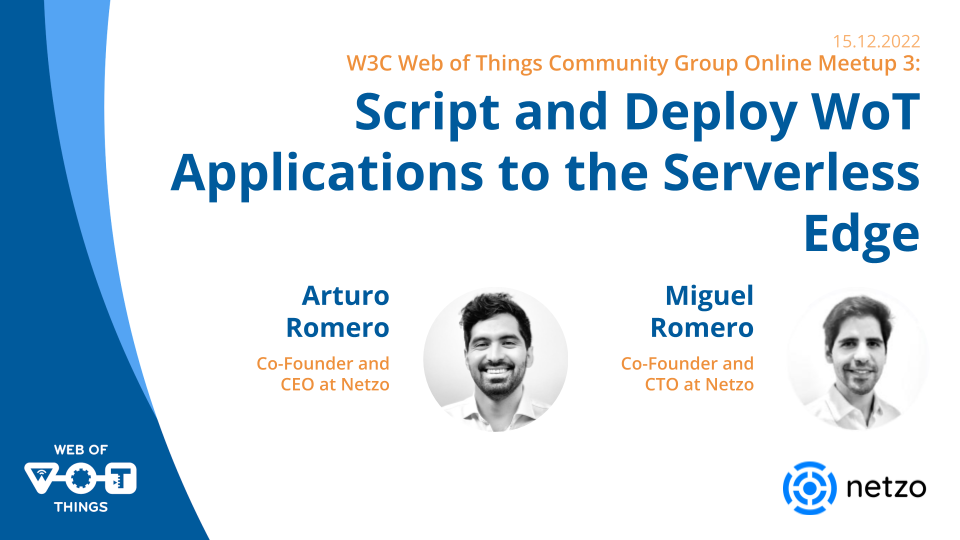 15.12.2022
W3C Web of Things Community Group Online Meetup 3:
Script and Deploy WoT
Applications to the Serverless
Edge
Arturo
Romero
Co-Founder and
CEO at Netzo
Miguel
Romero
Co-Founder and
CTO at Netzo
WEB OF
WOT
THINGS
netzo